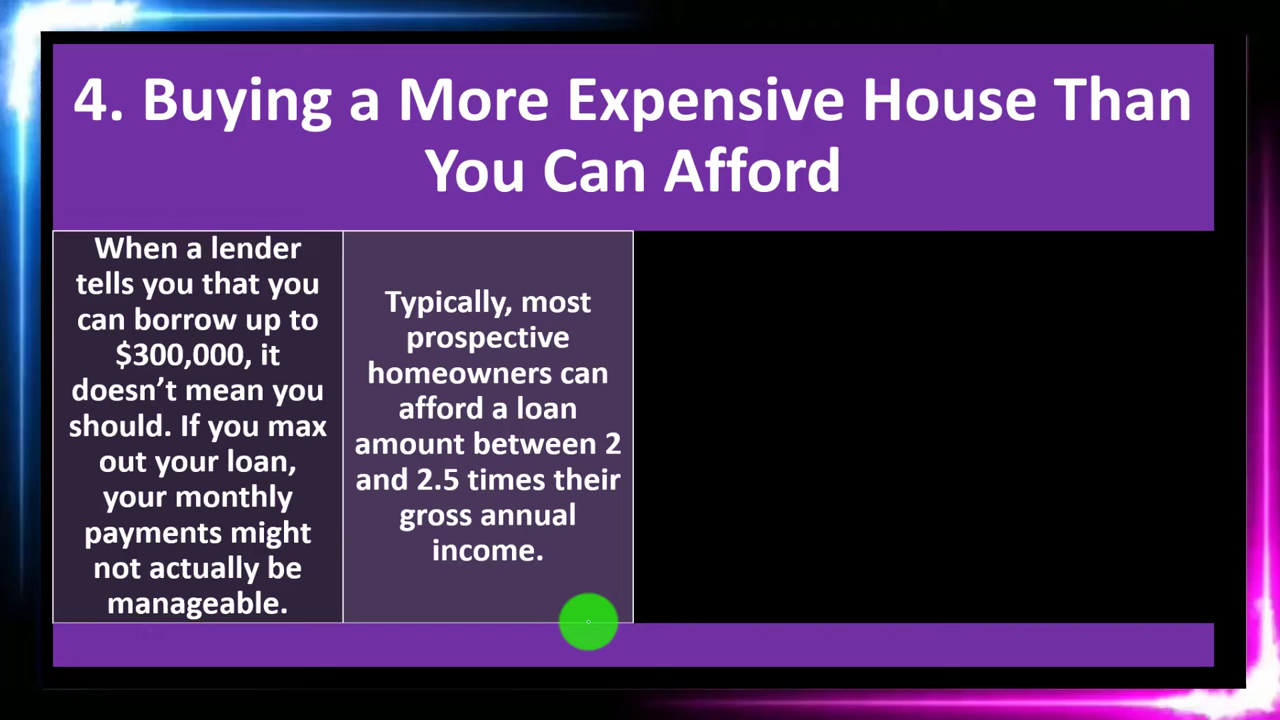 4. Buying a More Expensive House Than
You Can Afford
When a lender
tells you that you
can borrow up to
$300,000, it
doesn’t mean you
should. If you max
out your loan,
your monthly
payments might
not actually be
manageable.
Typically, most
prospective
homeowners can
afford a loan
amount between 2
and 2.5 times their
gross annual
income.